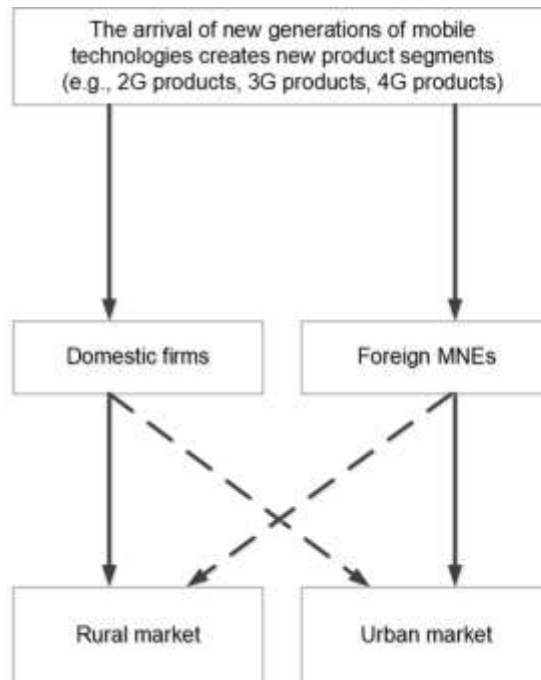 The arrival of new generations of mobile
technologies creates new product segments
(e.g., 2G products, 3G products, 4G products)
Domestic firms
Foreign MNEs
Rural market
Urban market